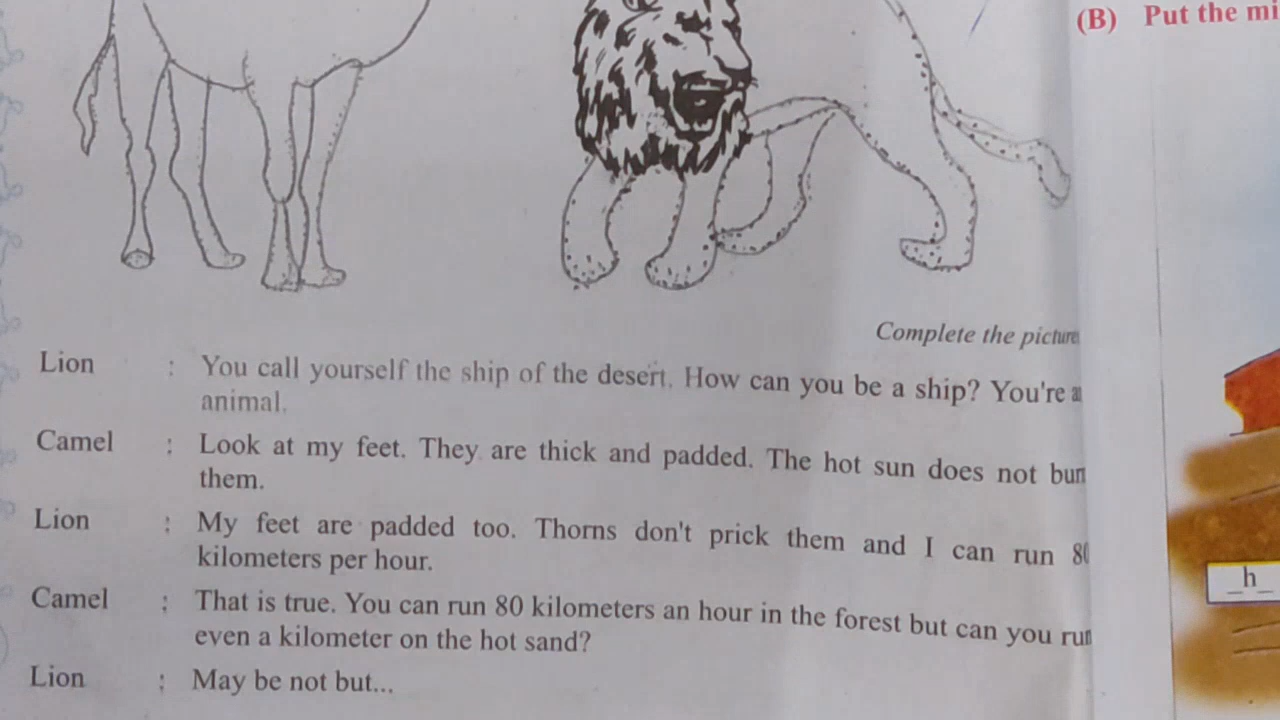 (B) Put the
Complete the picture
Lion : You call yourself the ship of the desert. How can you be a ship? You're
animal.
Camel : Look at my feet. They are thick and padded. The hot sun does not
them.
Lion : My feet are padded too. Thorns don't prick them and I can run 80
kilometers per hour.
Camel : That is true. You can run 80 kilometers an hour in the forest but can you run
even a kilometer on the hot sand?
Lion : May be not but...
_h_